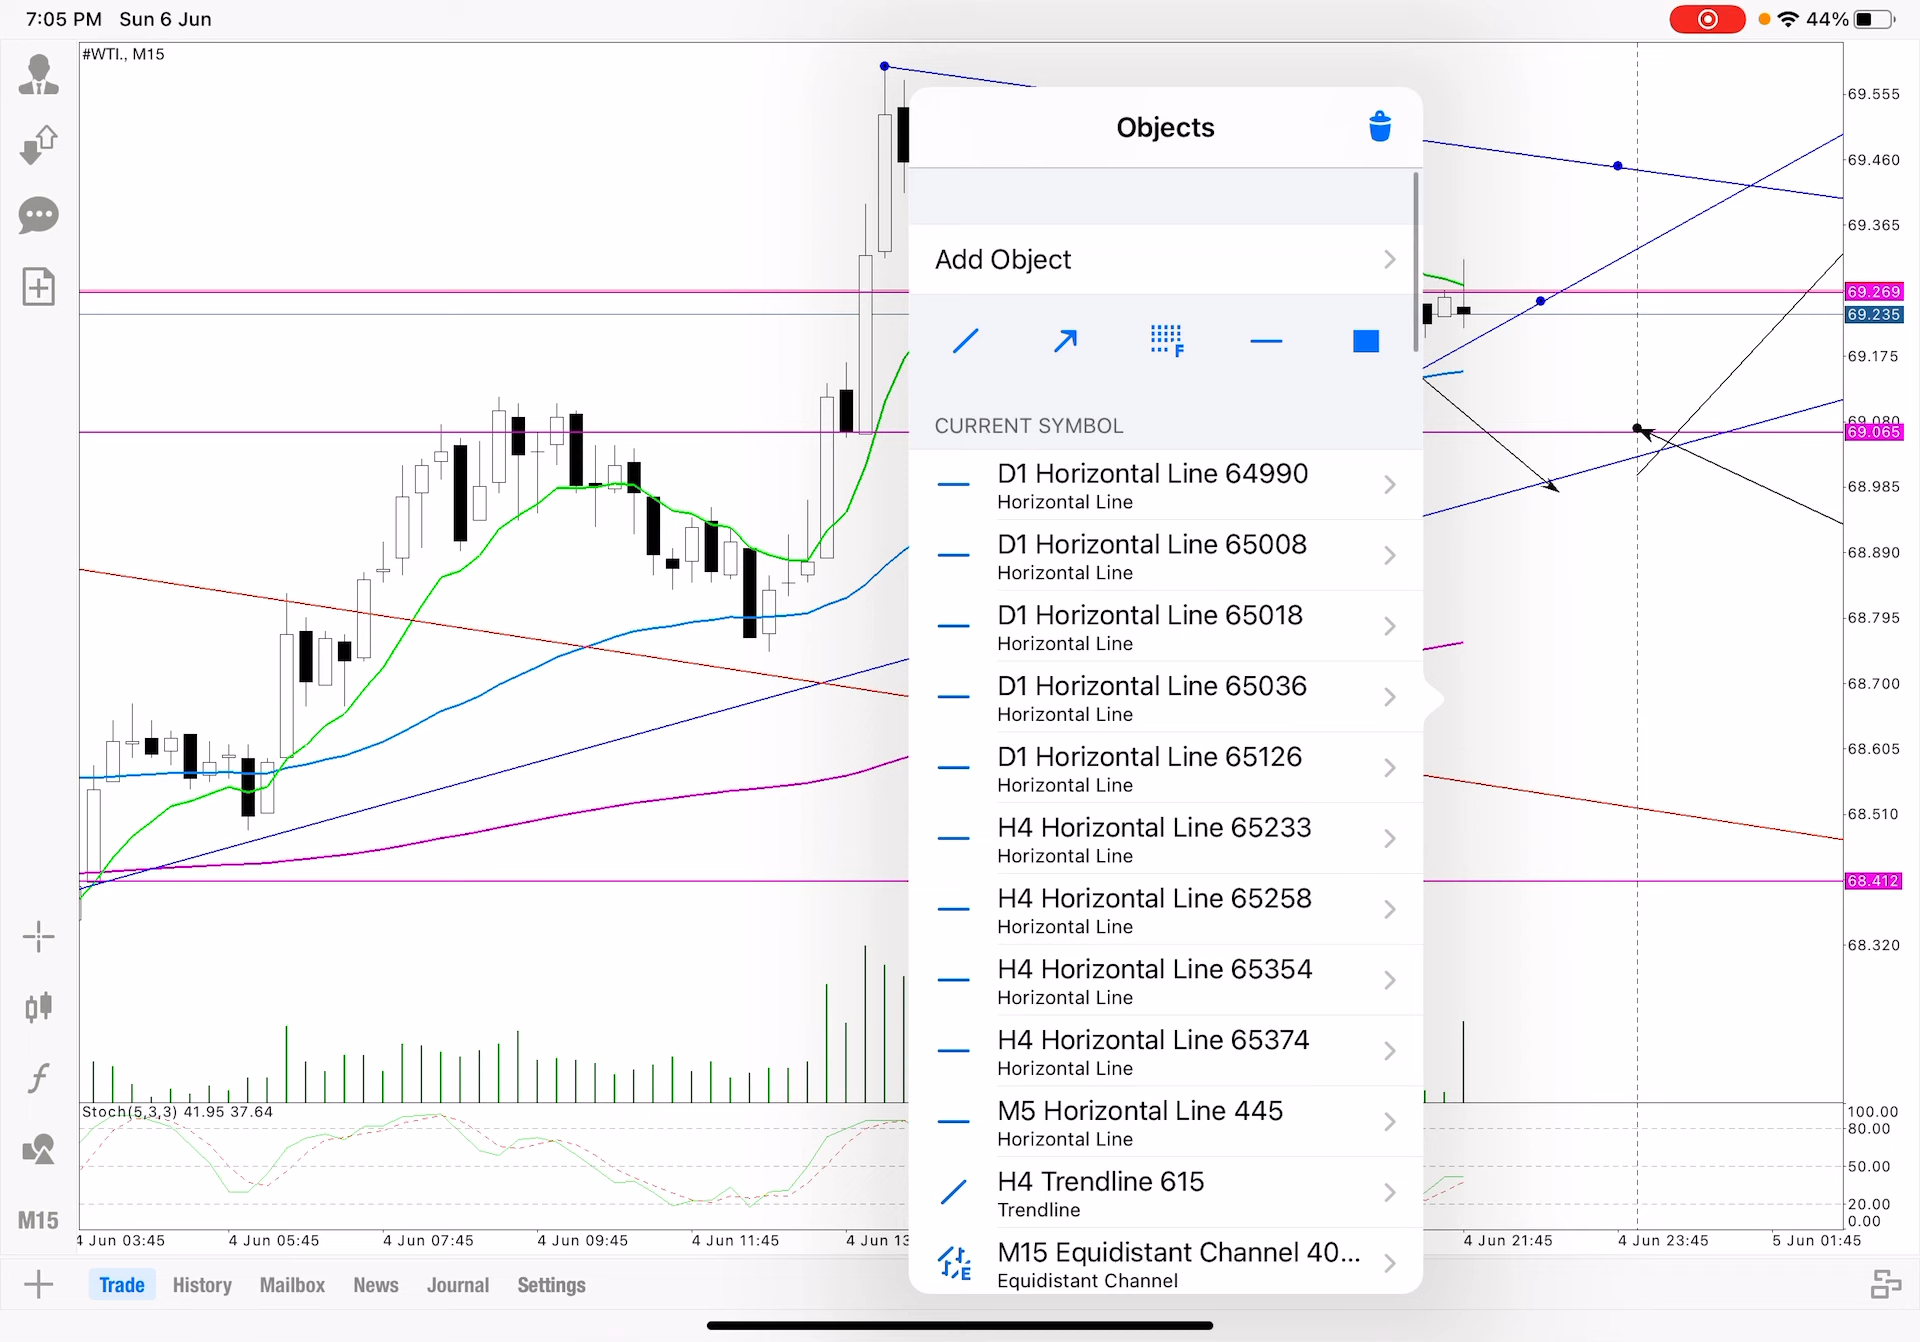 7:05 PM Sun 6 Jun
44%
#WTI., M15
69.555
69.460
69.365
69.269
69.235
69.175
69.080
69.065
68.985
68.890
68.795
68.700
68.605
68.510
68.412
68.320
Objects
Add Object
F
CURRENT SYMBOL
D1 Horizontal Line 64990
Horizontal Line
D1 Horizontal Line 65008
Horizontal Line
D1 Horizontal Line 65018
Horizontal Line
D1 Horizontal Line 65036
Horizontal Line
D1 Horizontal Line 65126
Horizontal Line
H4 Horizontal Line 65233
Horizontal Line
H4 Horizontal Line 65258
Horizontal Line
H4 Horizontal Line 65354
Horizontal Line
H4 Horizontal Line 65374
Horizontal Line
M5 Horizontal Line 445
Horizontal Line
H4 Trendline 615
Trendline
E
M15 Equidistant Channel 40...
Equidistant Channel
Stoch(5,3,3) 41.95 37.64
100.00
80.00
50.00
20.00
0.00
M15
4 Jun 03:45
4 Jun 05:45
4 Jun 07:45
4 Jun 09:45
4 Jun 11:45
4 Jun 13
4 Jun 21:45
4 Jun 23:45
5 Jun 01:45
Trade
History
Mailbox
News
Journal
Settings